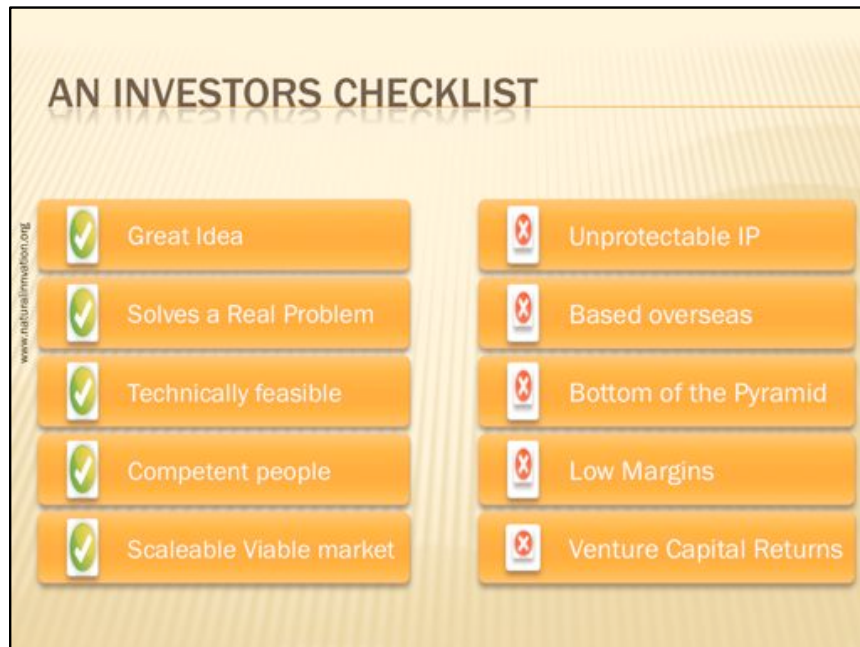 AN INVESTORS CHECKLIST
www.naturalinnvation.org
Great Idea
Solves a Real Problem
Technically feasible
Competent people
Scaleable Viable market
Unprotectable IP
Based overseas
Bottom of the Pyramid
Low Margins
Venture Capital Returns